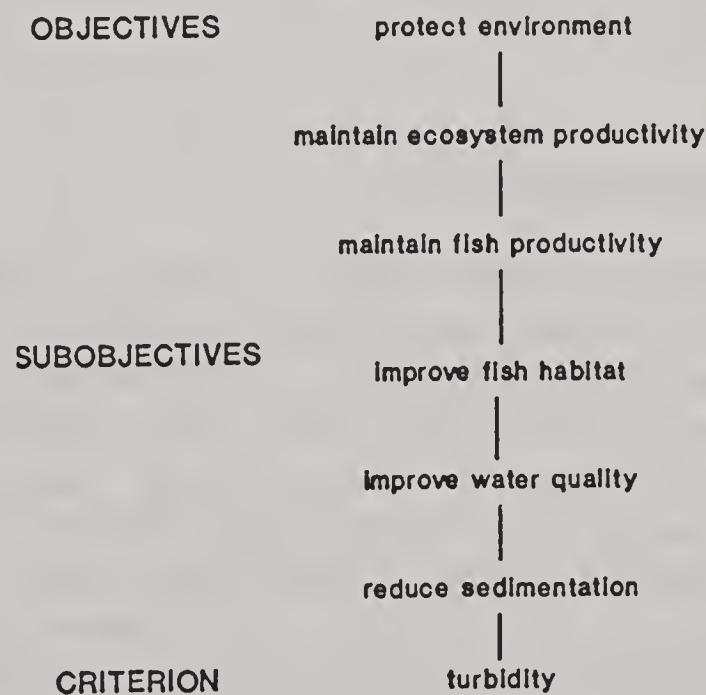 OBJECTIVES protect environment
maintain ecosystem productivity
maintain fish productivity
SUBOBJECTIVES improve fish habitat
improve water quality
reduce sedimentation
CRITERION turbidity